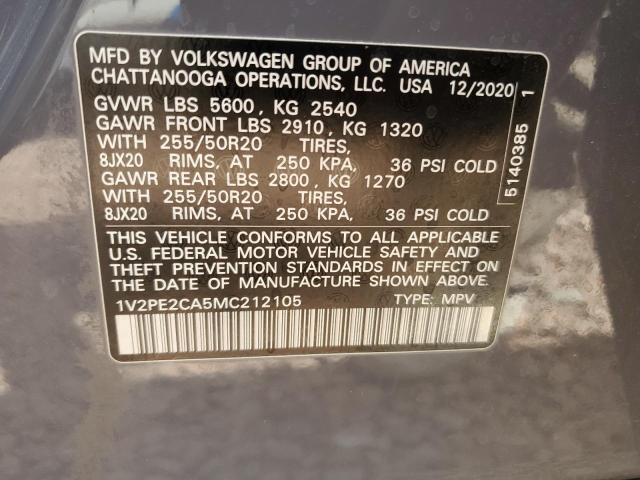 MFD BY VOLKSWAGEN GROUP OF AMERICA
CHATTANOOGA OPERATIONS, LLC. USA 12/2020
GVWR LBS 5600, KG 2540
GAWR FRONT LBS 2910, KG 1320
WITH 255/50R20 TIRES,
8JX20 RIMS, AT 250 KPA, 36 PSI COLD
GAWR REAR LBS 2800, KG 1270
WITH 255/50R20 TIRES,
8JX20 RIMS, AT 250 KPA, 36 PSI COLD
THIS VEHICLE CONFORMS TO ALL APPLICABLE
U.S. FEDERAL MOTOR VEHICLE SAFETY AND
THEFT PREVENTION STANDARDS IN EFFECT ON
THE DATE OF MANUFACTURE SHOWN ABOVE.
1V2PE2CA5MC212105 TYPE: MPV
5140385 1